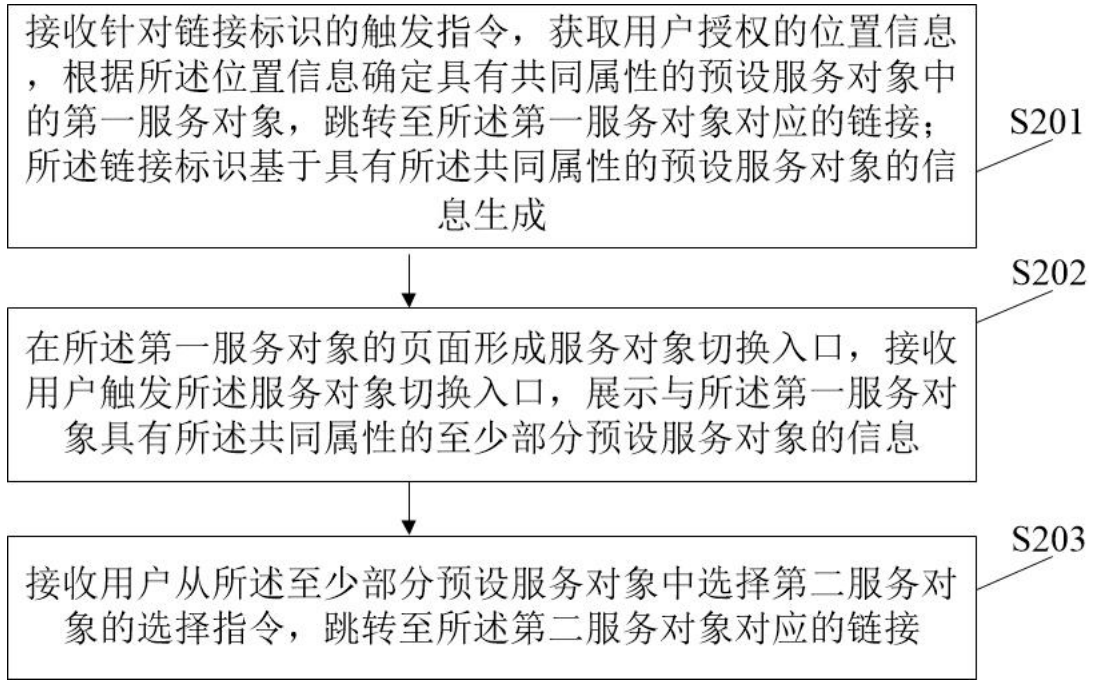 接收针对链接标识的触发指令，获取用户授权的位置信息
，根据所述位置信息确定具有共同属性的预设服务对象中
的第一服务对象，跳转至所述第一服务对象对应的链接；
所述链接标识基于具有所述共同属性的预设服务对象的信
息生成
S201
S202
在所述第一服务对象的页面形成服务对象切换入口，接收
用户触发所述服务对象切换入口，展示与所述第一服务对
象具有所述共同属性的至少部分预设服务对象的信息
S203
接收用户从所述至少部分预设服务对象中选择第二服务对
象的选择指令，跳转至所述第二服务对象对应的链接